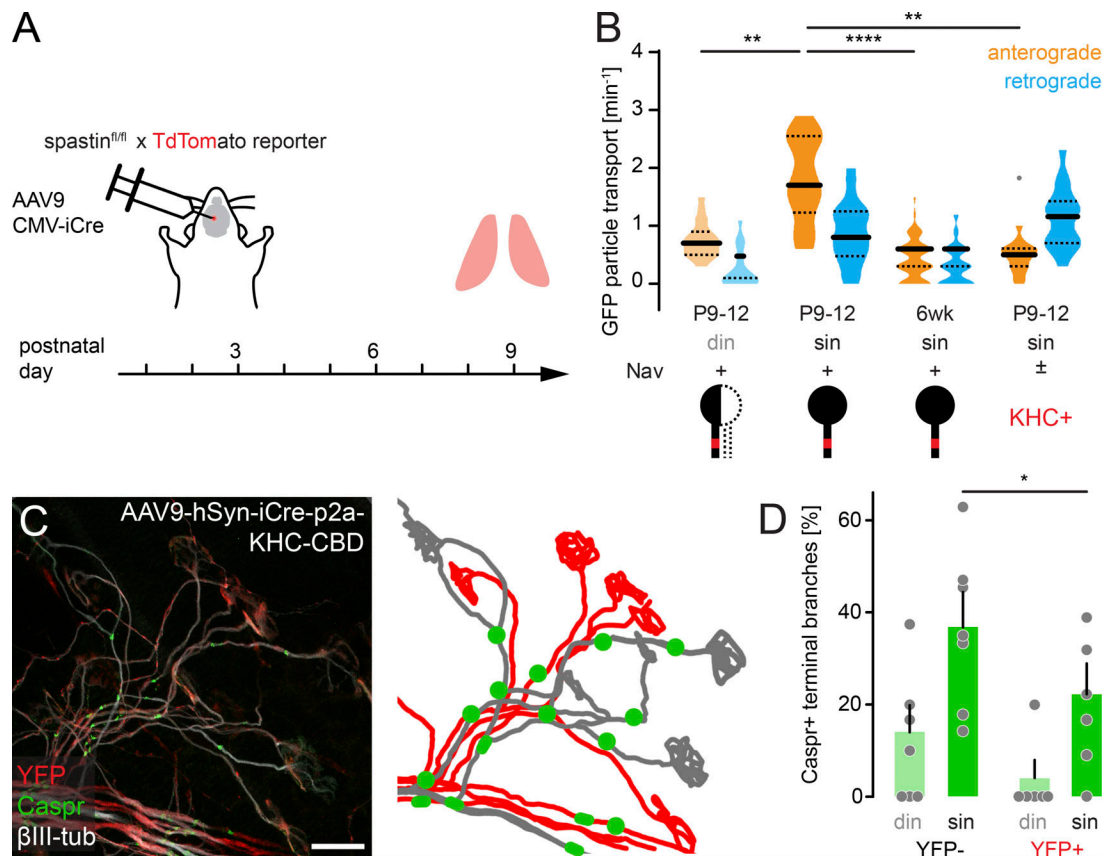 A
spastinfl/fl x TdTomato reporter
AAV9
CMV-iCre
postnatal
day
3
6
9
B
**
**
****
anterograde
retrograde
GFP particle transport [min-1]
4
3
2
1
0
P9-12
P9-12
6wk
P9-12
din
sin
sin
sin
Nav
+
+
+
±
KHC+
C
AAV9-hSyn-iCre-p2a-
KHC-CBD
YFP
Caspr
βIII-tub
D
*
Caspr+ terminal branches [%]
60
40
20
0
din
sin
din
sin
YFP-
YFP+